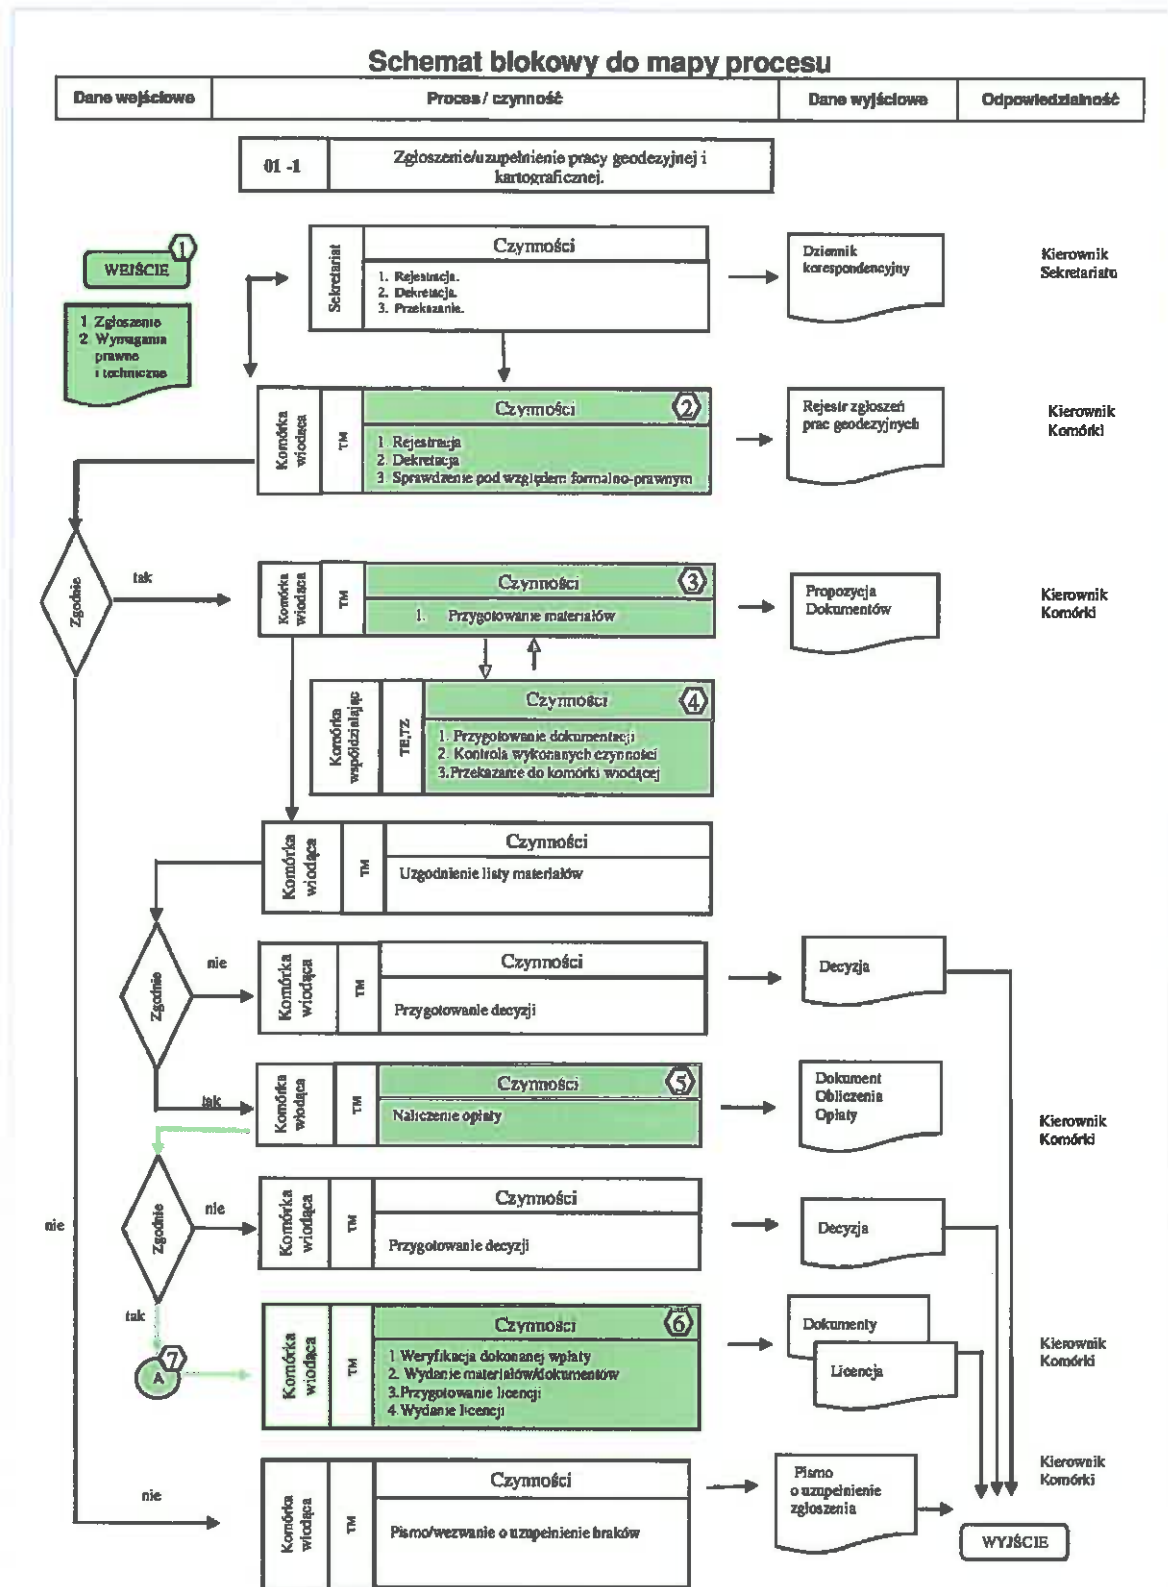 Schemat blokowy do mapy procesu
Dane wejściowe
Proces / czynność
Dane wyjściowe
Odpowiedzialność
01 -1
Zgłoszenie/uzupełnienie pracy geodezyjnej i
kartograficznej.
1
WEJŚCIE
1 Zgłoszenie
2 Wymagania
prawne
i techniczne
Sekretariat
Czynności
1. Rejestracja.
2. Dekretacja.
3. Przekazanie.
Dziennik
korespondencyjny
Kierownik
Sekretariatu
Komórka
wiodąca
TM
Czynności
2
1 Rejestracja
2. Dekretacja
3 Sprawdzenie pod względem formalno-prawnym
Rejestr zgłoszeń
prac geodezyjnych
Kierownik
Komórki
Zgodnie
tak
Komórka
wiodąca
TM
Czynności
3
1. Przygotowanie materiałów
Propozycja
Dokumentów
Kierownik
Komórki
Komórka
współdziałając
TE,TZ
Czynności
4
1. Przygotowanie dokumentacji
2. Kontrola wykonanych czynności
3.Przekazanie do komórki wiodącej
Komórka
wiodąca
TM
Czynności
Uzgodnienie listy materiałów
Zgodnie
nie
Komórka
wiodąca
TM
Czynności
Przygotowanie decyzji
Decyzja
tak
Komórka
wiodąca
TM
Czynności
5
Naliczenie opłaty
Dokument
Obliczenia
Opłaty
Kierownik
Komórki
nie
Zgodnie
nie
Komórka
wiodąca
TM
Czynności
Przygotowanie decyzji
Decyzja
tak
7
A
Komórka
wiodąca
TM
Czynności
6
1 Weryfikacja dokonanej wpłaty
2. Wydanie materiałów/dokumentów
3.Przygotowanie licencji
4.Wydanie licencji
Dokumenty
Licencja
Kierownik
Komórki
nie
Komórka
wiodąca
TM
Czynności
Pismo/wezwanie o uzupełnienie braków
Pismo
o uzupełnienie
zgłoszenia
Kierownik
Komórki
WYJŚCIE